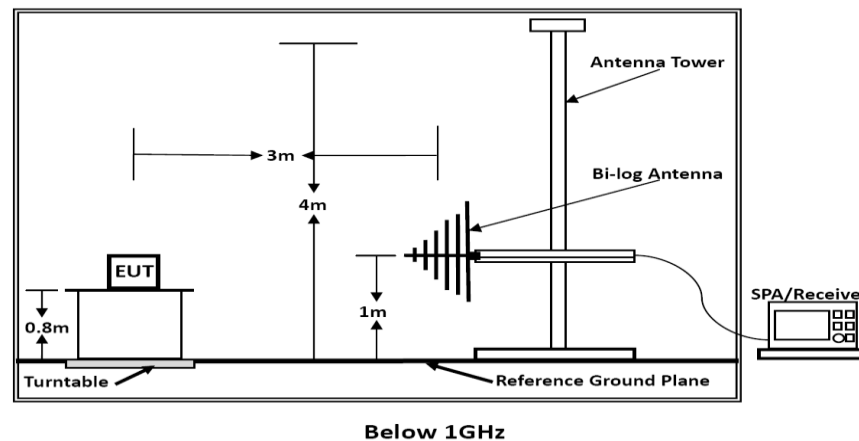 Antenna Tower
3m
Bi-log Antenna
4m
EUT
1m
0.8m
SPA/Receive
Turntable
Reference Ground Plane
Below 1GHz